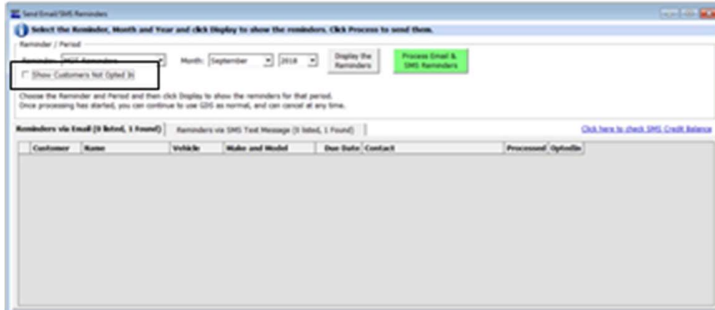 Send Email/SMS Reminders
Select the Reminder, Month and Year and click Display to show the reminders. Click Process to send them.
Reminder / Period
Reminder: MOT Reminders Month: September 2018 Display the Reminders Process Email & SMS Reminders
Show Customers Not Opted In
Choose the Reminder and Period and then click Display to show the reminders for that period.
Once processing has started, you can continue to use GDS as normal, and can cancel at any time.
Reminders via Email (0 listed, 1 Found) Reminders via SMS Text Message (0 listed, 1 Found) Click here to check SMS Credit Balance
Customer Name Vehicle Make and Model Due Date Contact Processed OptedIn